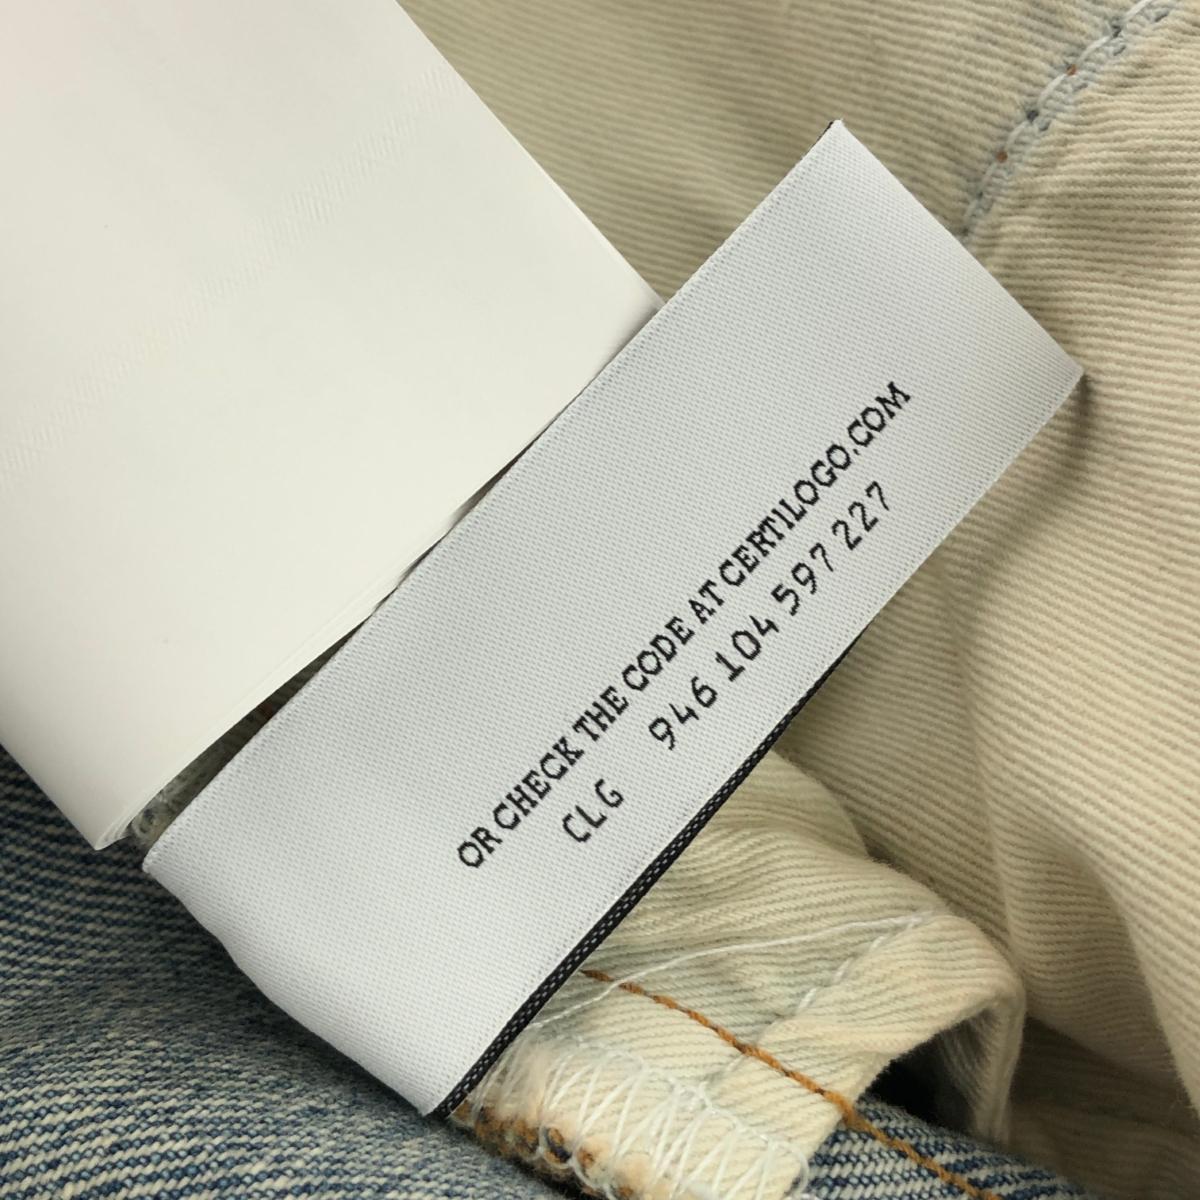 OR CHECK THE CODE AT CERTILOGO.COM
CLG 946 104 597 227